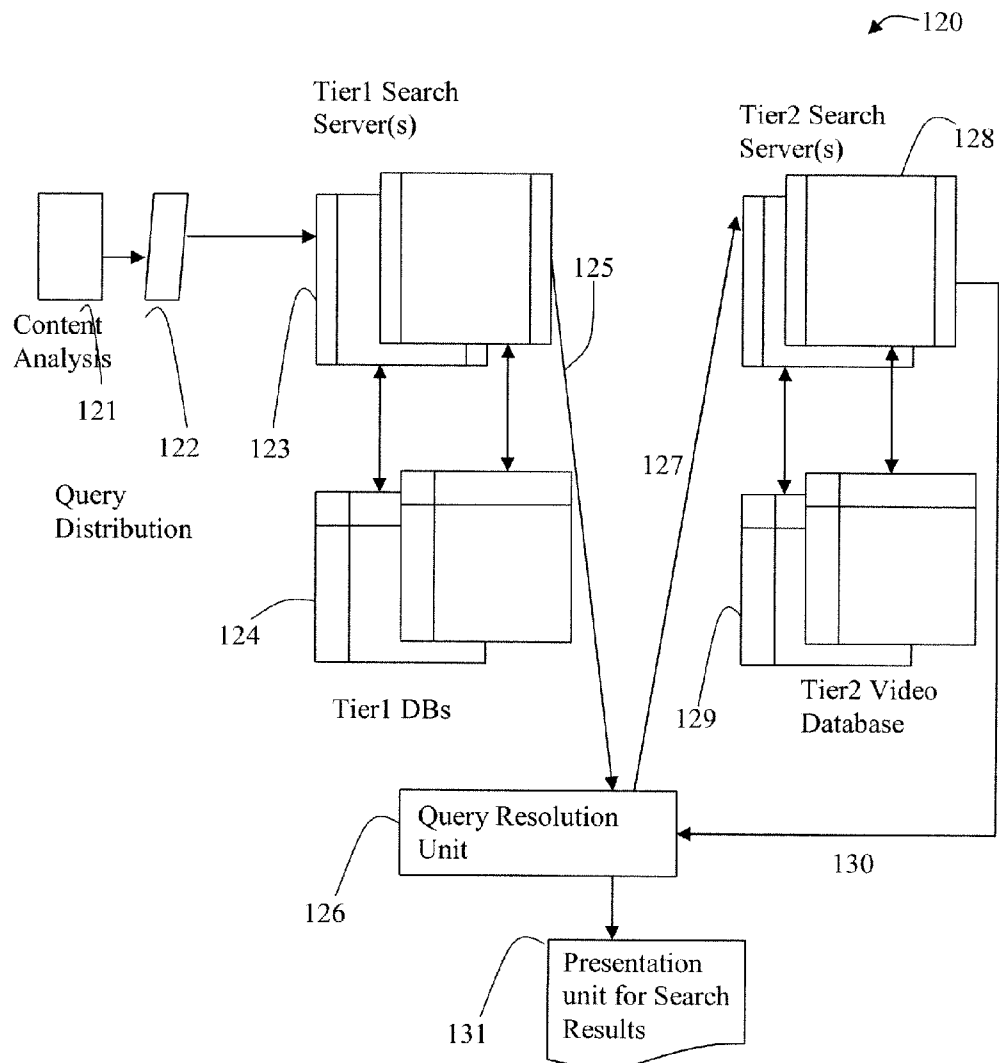 120
Tier1 Search
Server(s)
Tier2 Search
Server(s)
128
125
Content
Analysis
121
122
123
127
Query
Distribution
124
Tier1 DBs
129
Tier2 Video
Database
Query Resolution
Unit
130
126
Presentation
unit for Search
Results
131